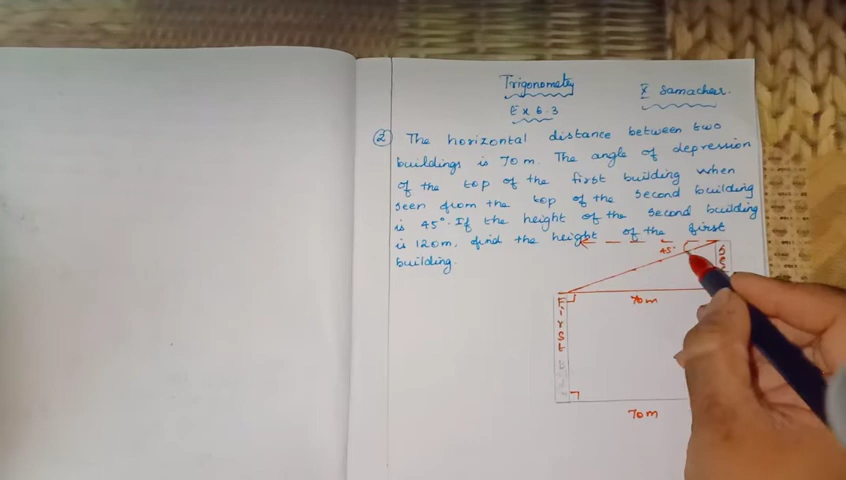 Trigonometry
X Samacheer.
Ex 6.3
② The horizontal distance between two
buildings is 70 m. The angle of depression
of the top of the first building when
seen from the top of the second building
is 45°. If the height of the second building
is 120m, find the height of the first
building.
45°
70m
First
70m